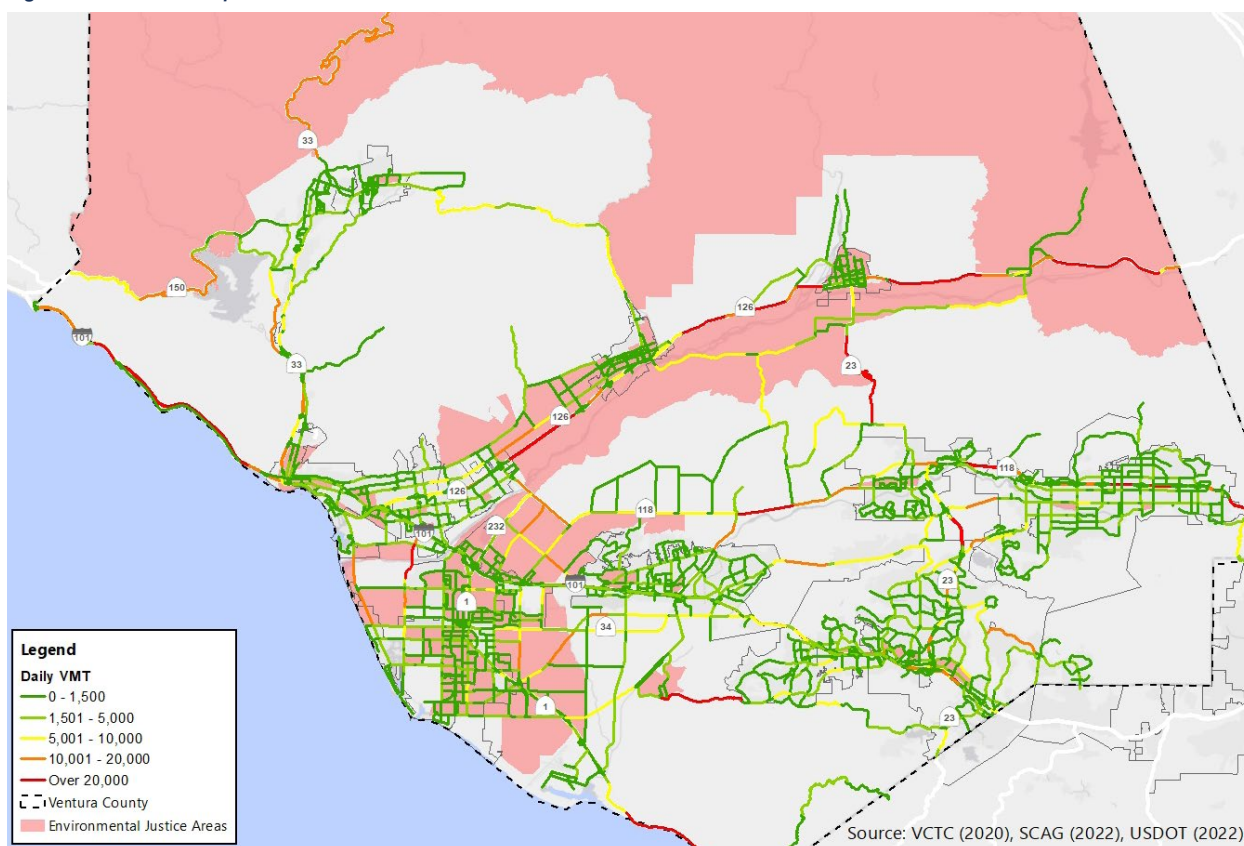 33
150
126
101
33
23
126
118
126
118
232
101
101
23
1
34
1
23
Legend
Daily VMT
0 - 1,500
1,501 - 5,000
5,001 - 10,000
10,001 - 20,000
Over 20,000
Ventura County
Environmental Justice Areas
Source: VCTC (2020), SCAG (2022), USDOT (2022)